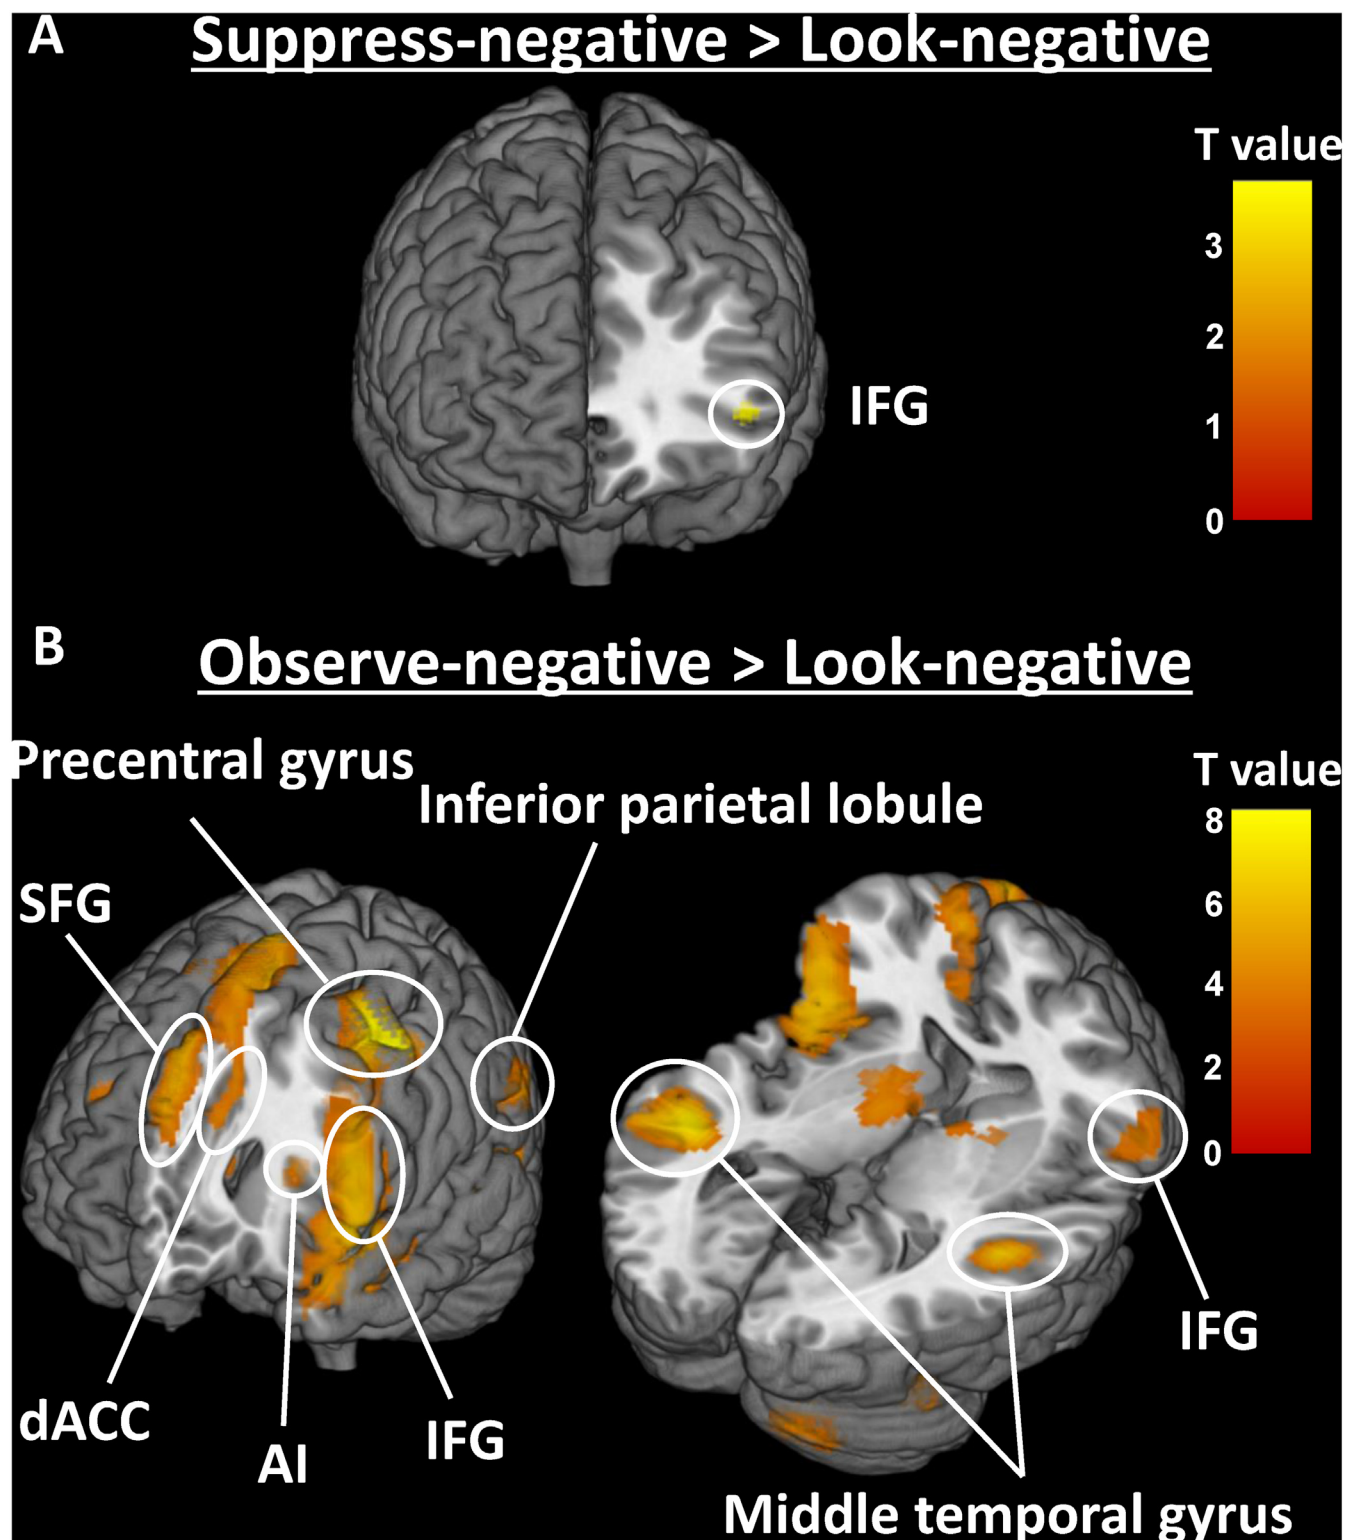 A
Suppress-negative > Look-negative
T value
3
2
1
0
IFG
B
Observe-negative > Look-negative
Precentral gyrus
Inferior parietal lobule
T value
8
6
4
2
0
SFG
dACC
AI
IFG
IFG
Middle temporal gyrus